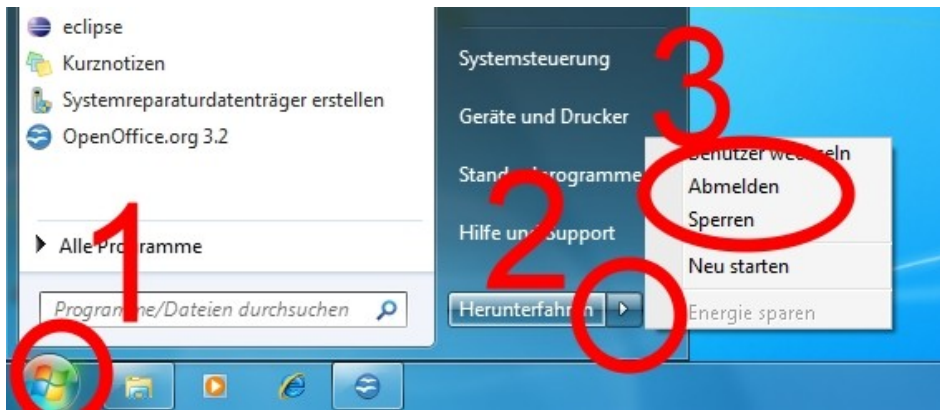 eclipse
Kurznotizen
Systemreparaturdatenträger erstellen
OpenOffice.org 3.2
Alle Programme
Programme/Dateien durchsuchen
Systemsteuerung
Geräte und Drucker
Standardprogramme
Hilfe und Support
Herunterfahren
Benutzer wechseln
Abmelden
Sperren
Neu starten
Energie sparen
1
2
3